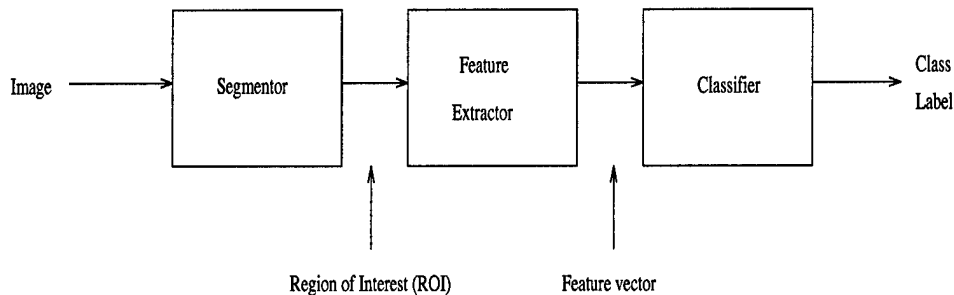 Image
Segmentor
Feature
Extractor
Classifier
Class
Label
Region of Interest (ROI)
Feature vector